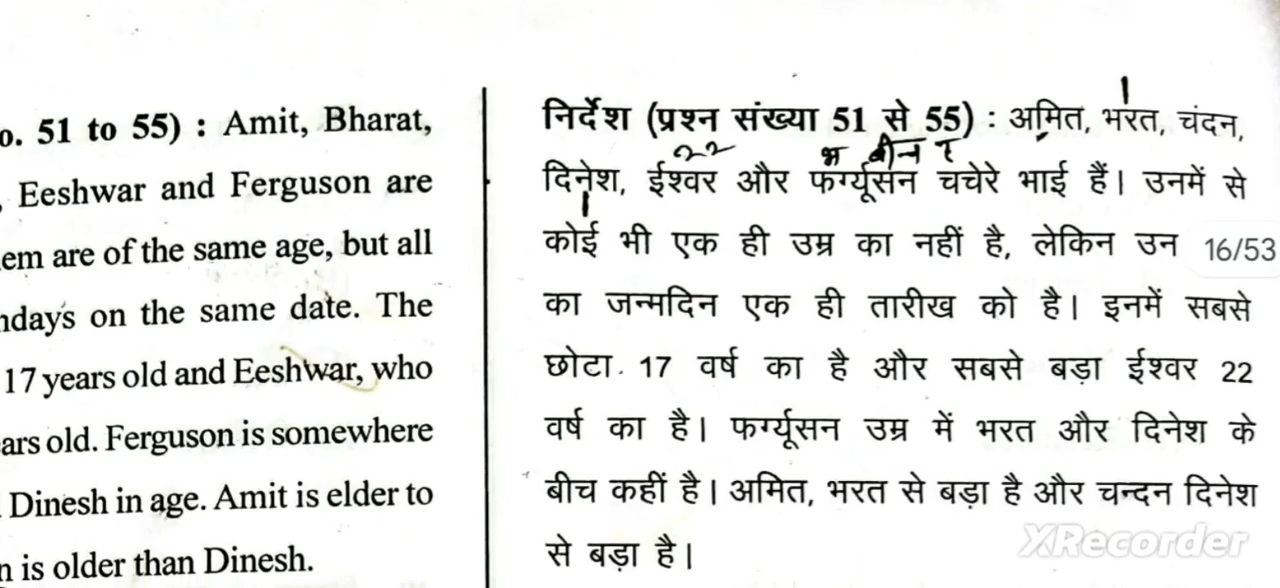 o. 51 to 55) : Amit, Bharat,
, Eeshwar and Ferguson are
em are of the same age, but all
ndays on the same date. The
17 years old and Eeshwar, who
ars old. Ferguson is somewhere
Dinesh in age. Amit is elder to
n is older than Dinesh.
निर्देश (प्रश्न संख्या 51 से 55) : अमित, भरत, चंदन,
22
दिनेश, ईश्वर और फर्ग्यूसन चचेरे भाई हैं। उनमें से
कोई भी एक ही उम्र का नहीं है, लेकिन उन
16/53
का जन्मदिन एक ही तारीख को है। इनमें सबसे
छोटा 17 वर्ष का है और सबसे बड़ा ईश्वर 22
वर्ष का है। फर्ग्यूसन उम्र में भरत और दिनेश के
बीच कहीं है। अमित, भरत से बड़ा है और चन्दन दिनेश
से बड़ा है।
XRecorder